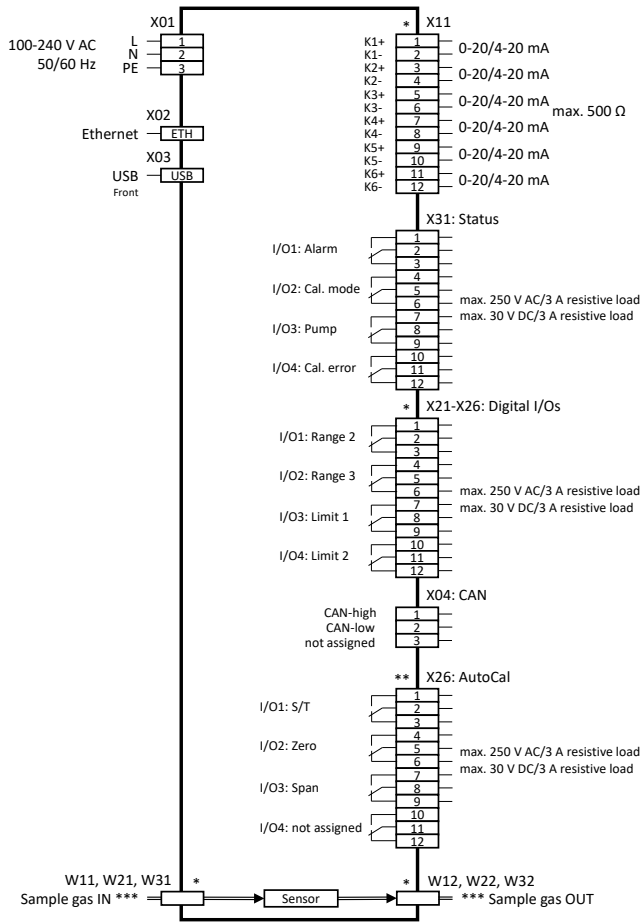 X01
100-240 V AC
50/60 Hz
L 1
N 2
PE 3
X02
Ethernet ETH
X03
USB USB
Front
* X11
K1+ 1
K1- 2
0-20/4-20 mA
K2+ 3
K2- 4
0-20/4-20 mA
K3+ 5
K3- 6
0-20/4-20 mA
max. 500 Ω
K4+ 7
K4- 8
0-20/4-20 mA
K5+ 9
K5- 10
0-20/4-20 mA
K6+ 11
K6- 12
0-20/4-20 mA
X31: Status
1
I/O1: Alarm 2
3
4
I/O2: Cal. mode 5
6 max. 250 V AC/3 A resistive load
7 max. 30 V DC/3 A resistive load
I/O3: Pump 8
9
10
I/O4: Cal. error 11
12
* X21-X26: Digital I/Os
1
I/O1: Range 2 2
3
4
I/O2: Range 3 5
6 max. 250 V AC/3 A resistive load
7 max. 30 V DC/3 A resistive load
I/O3: Limit 1 8
9
10
I/O4: Limit 2 11
12
X04: CAN
CAN-high 1
CAN-low 2
not assigned 3
** X26: AutoCal
1
I/O1: S/T 2
3
4
I/O2: Zero 5 max. 250 V AC/3 A resistive load
6 max. 30 V DC/3 A resistive load
7
I/O3: Span 8
9
10
I/O4: not assigned 11
12
W11, W21, W31 *
Sample gas IN ***
Sensor
* W12, W22, W32
*** Sample gas OUT